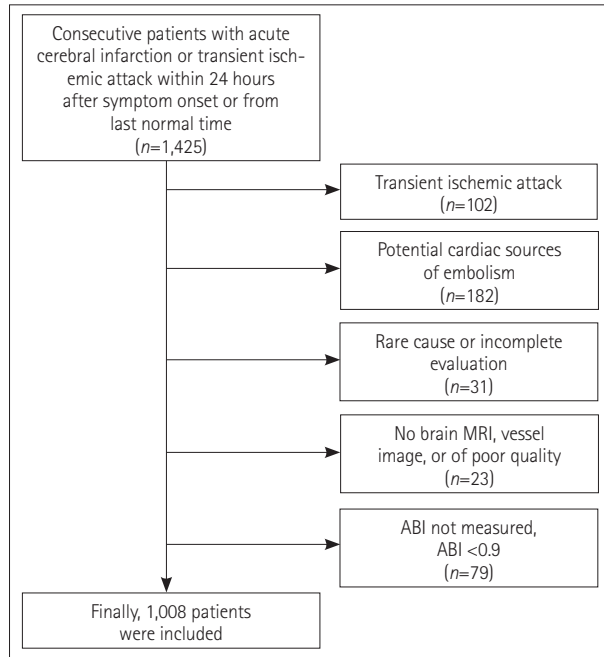 Consecutive patients with acute
cerebral infarction or transient isch-
emic attack within 24 hours
after symptom onset or from
last normal time
(n=1,425)
Transient ischemic attack
(n=102)
Potential cardiac sources
of embolism
(n=182)
Rare cause or incomplete
evaluation
(n=31)
No brain MRI, vessel
image, or of poor quality
(n=23)
ABI not measured,
ABI <0.9
(n=79)
Finally, 1,008 patients
were included